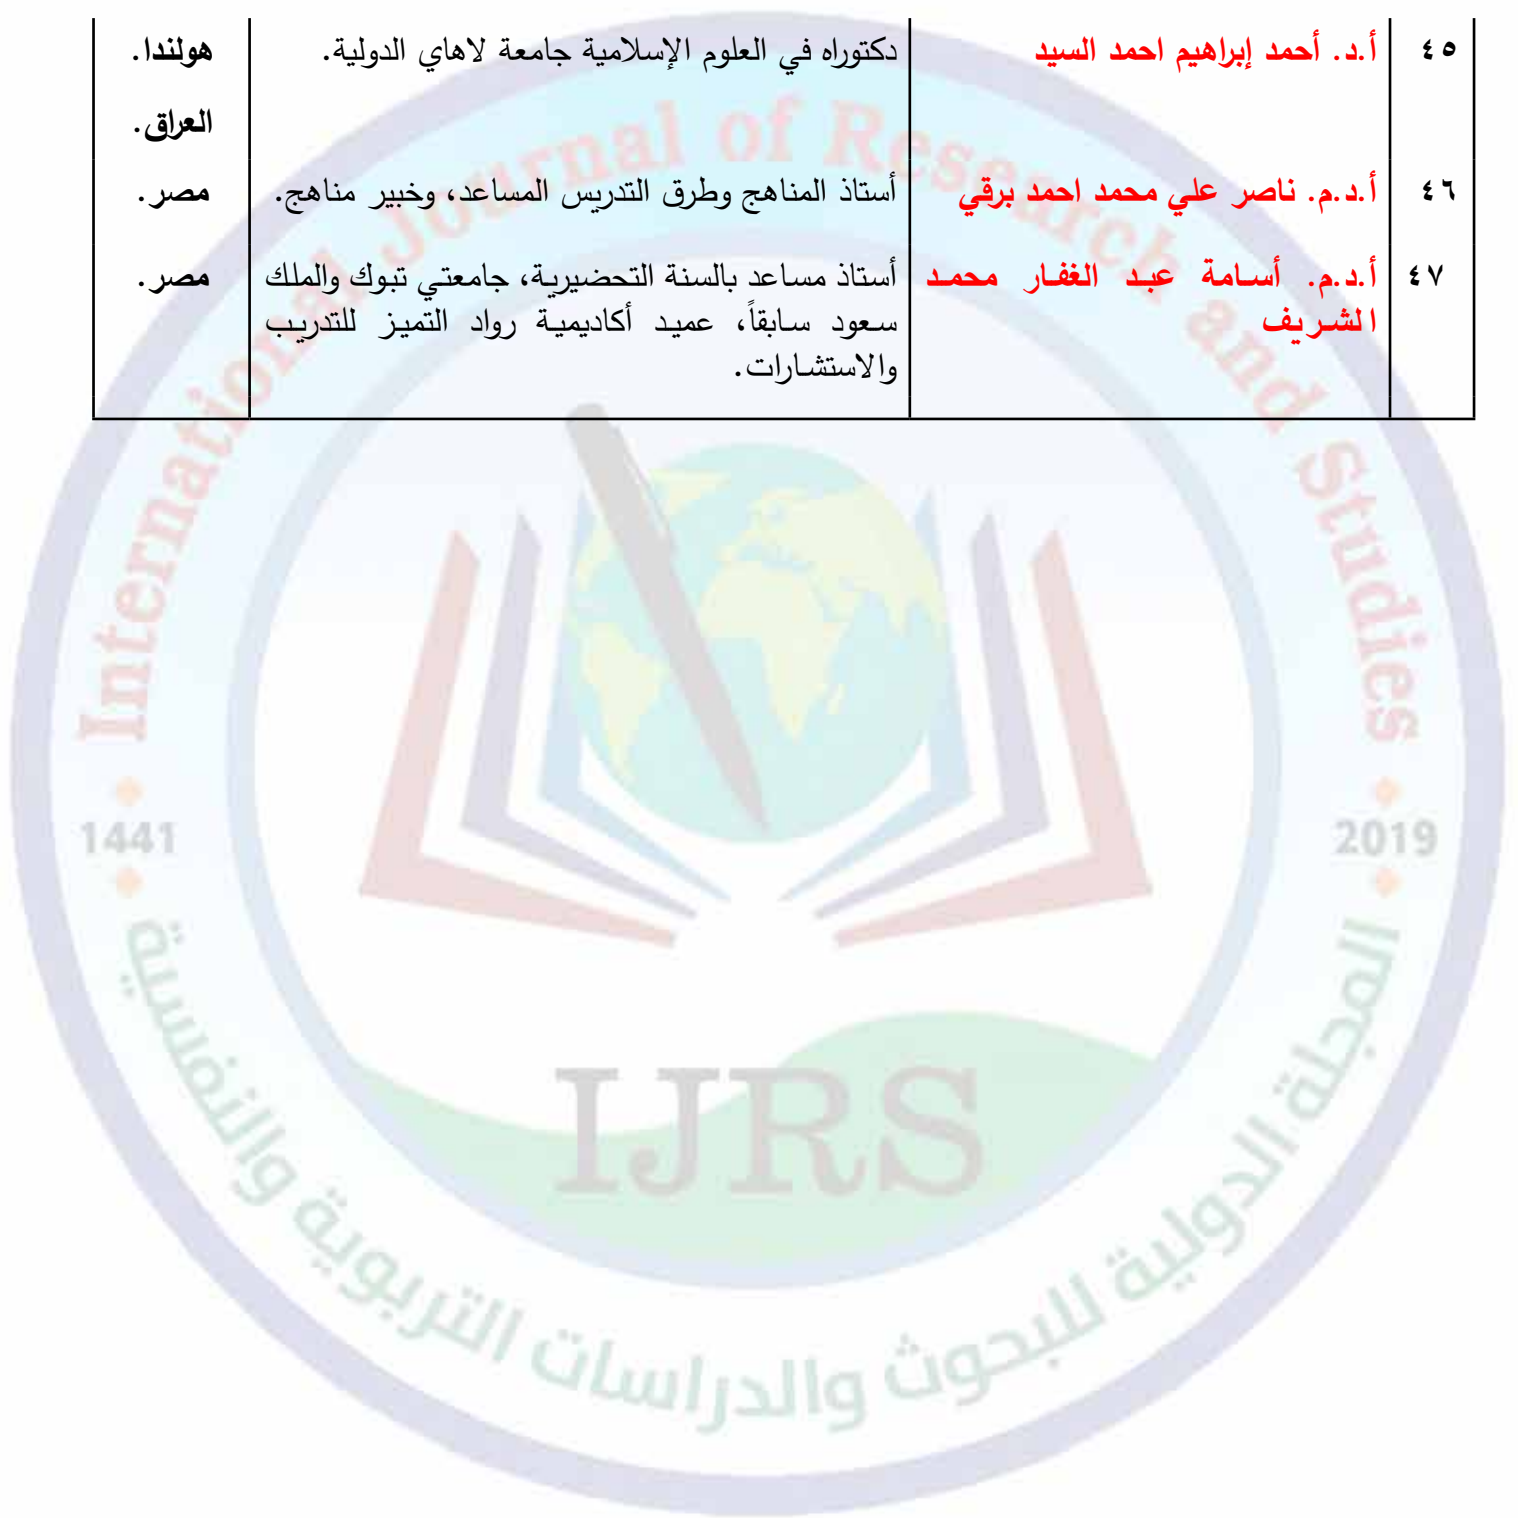 ٤٥ أ.د. أحمد إبراهيم احمد السيد دكتوراه في العلوم الإسلامية جامعة لاهاي الدولية. هولندا.
العراق.
٤٦ أ.د.م. ناصر علي محمد احمد برقي أستاذ المناهج وطرق التدريس المساعد، وخبير مناهج. مصر.
٤٧ أ.د.م. أسامة عبد الغفار محمد أستاذ مساعد بالسنة التحضيرية، جامعتي تبوك والملك مصر.
الشريف سعود سابقاً، عميد أكاديمية رواد التميز للتدريب
والاستشارات.
International Journal of Research and Studies
1441
2019
IJRS
المجلة الدولية للبحوث والدراسات التربوية والنفسية